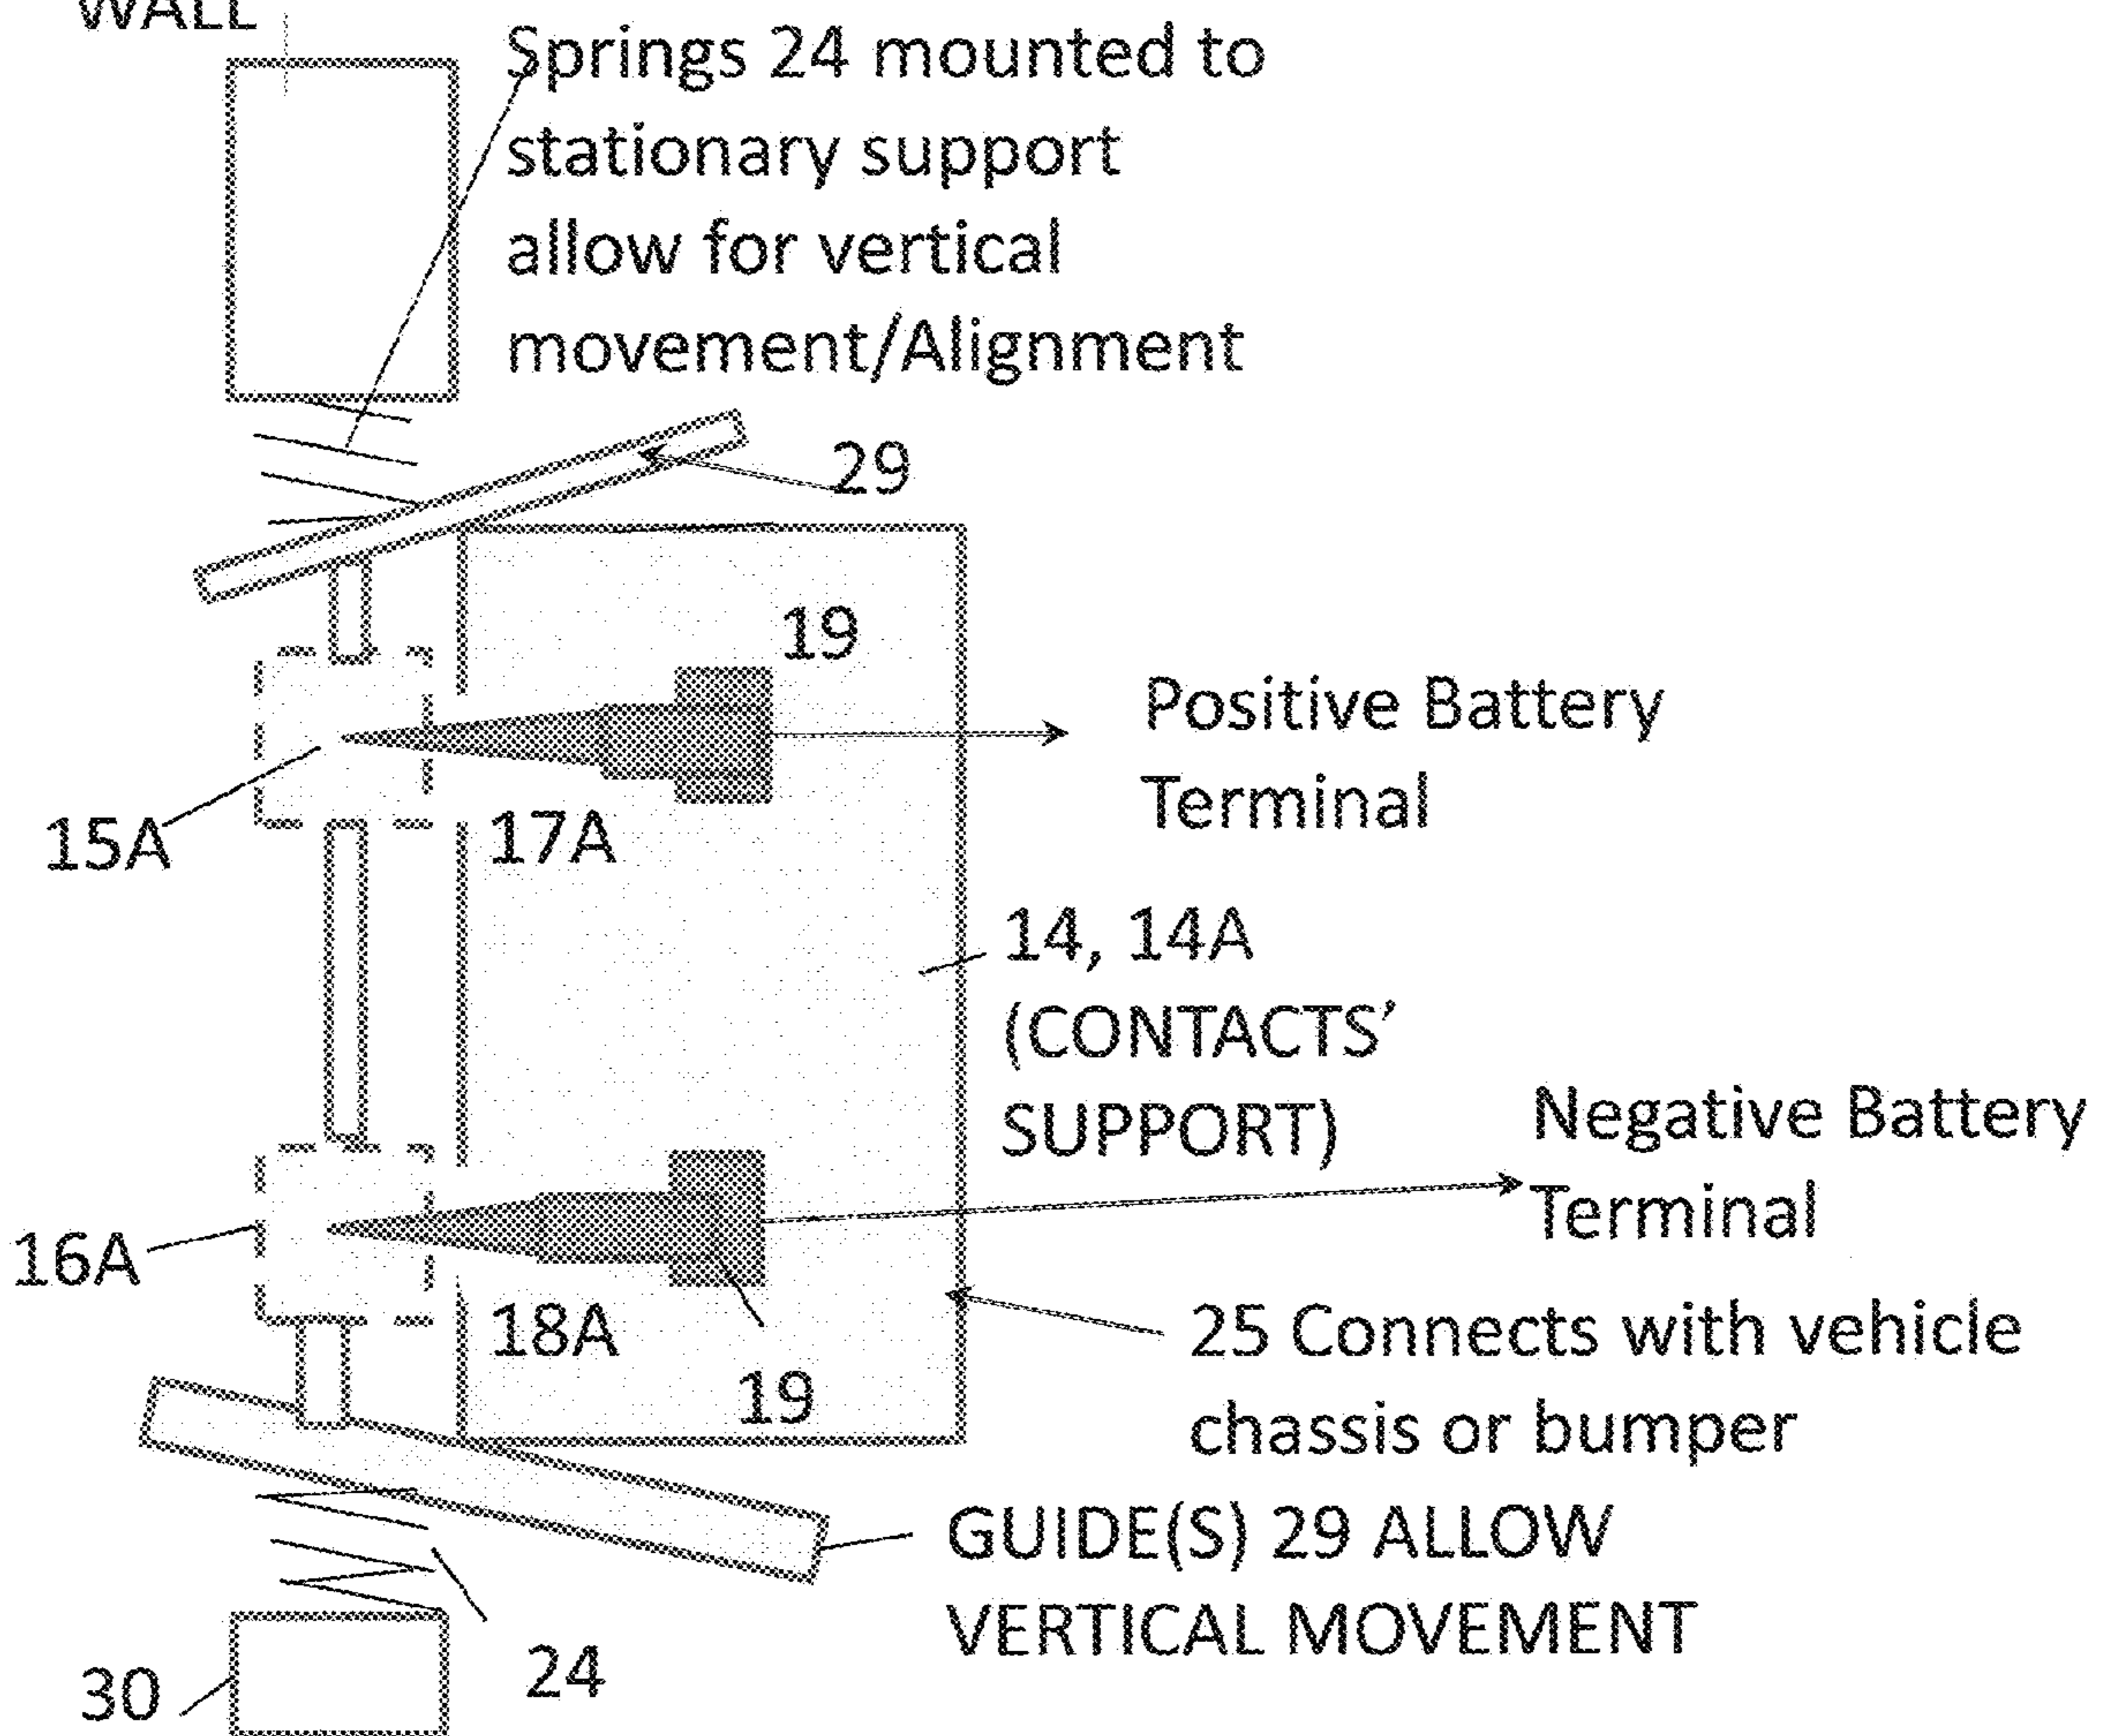 WALL
Springs 24 mounted to
stationary support
allow for vertical
movement/Alignment
29
19
Positive Battery
Terminal
15A
17A
14, 14A
(CONTACTS'
SUPPORT)
Negative Battery
Terminal
16A
18A
25 Connects with vehicle
chassis or bumper
19
GUIDE(S) 29 ALLOW
VERTICAL MOVEMENT
24
30